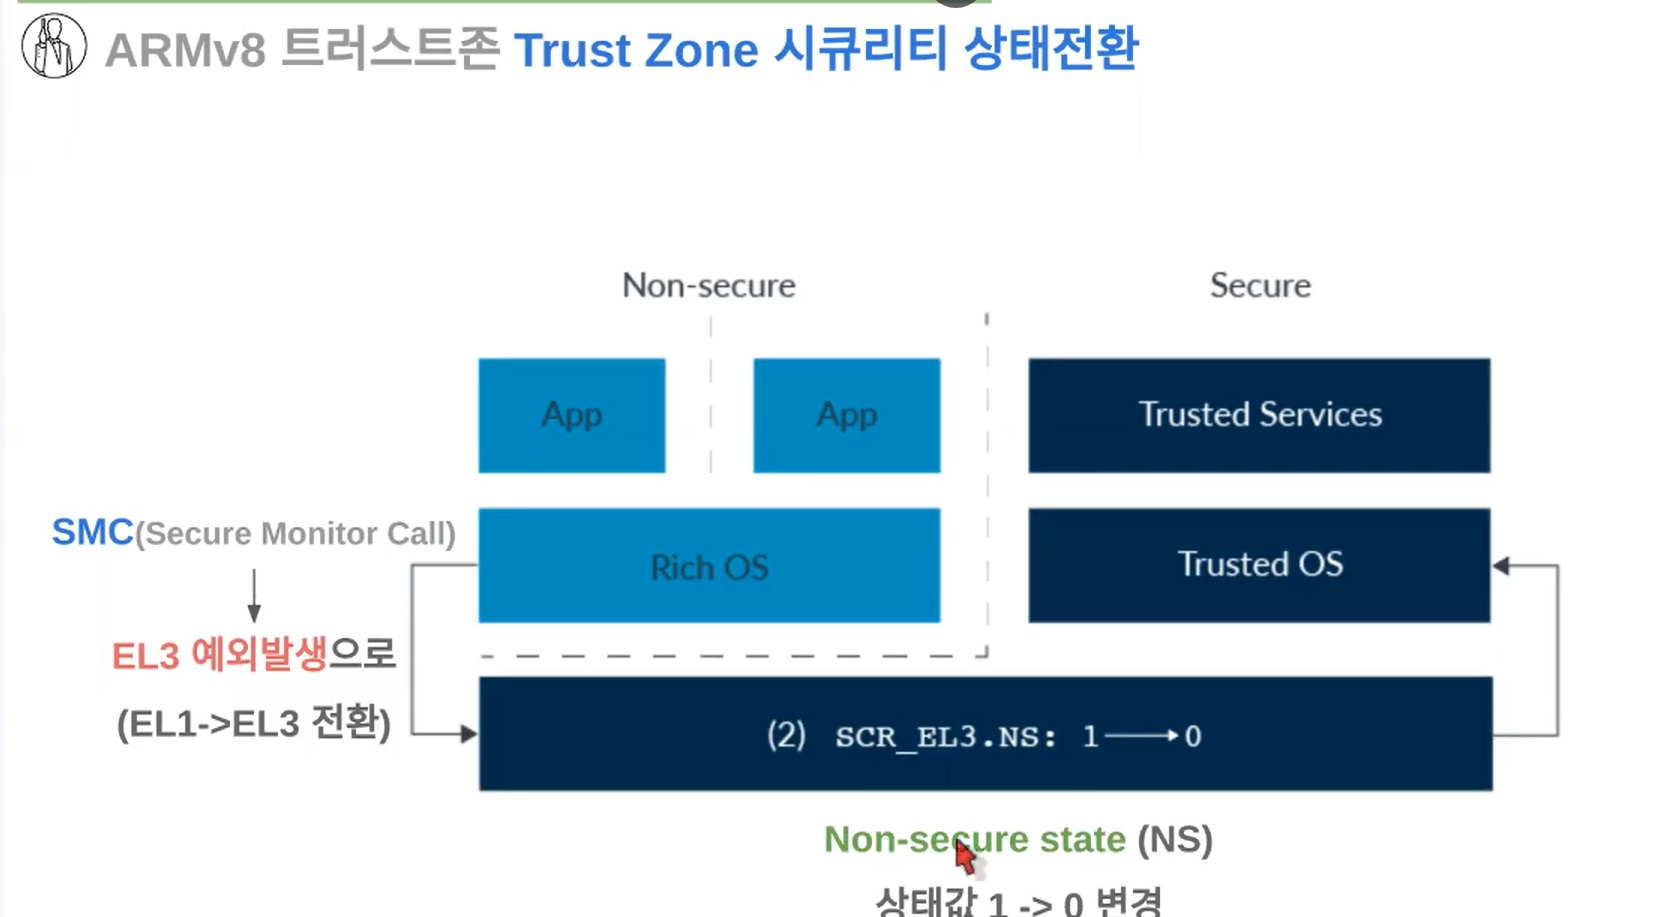 ARMv8 트러스트존 Trust Zone 시큐리티 상태전환
Non-secure
Secure
App
App
Trusted Services
SMC(Secure Monitor Call)
Rich OS
Trusted OS
EL3 예외발생으로
(EL1->EL3 전환)
(2) SCR_EL3.NS: 1→0
Non-secure state (NS)
상태값 1 -> 0 변경